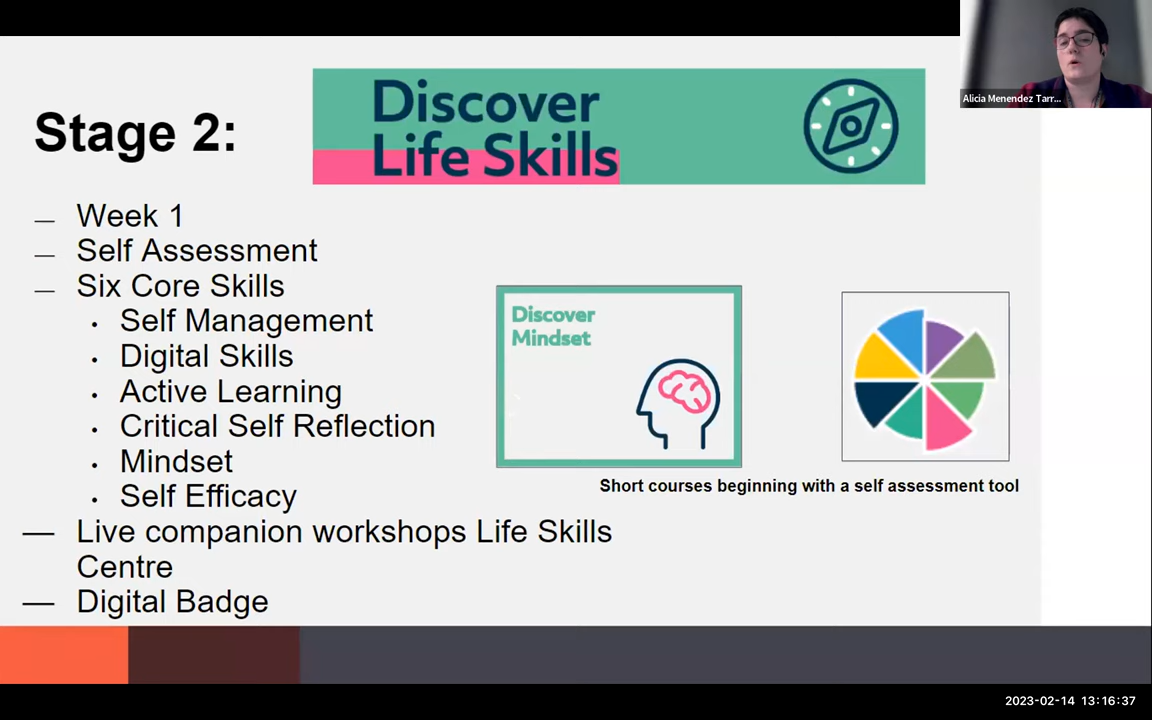 Alicia Menendez Tarr...
Stage 2:
Discover
Life Skills
— Week 1
— Self Assessment
— Six Core Skills
• Self Management
• Digital Skills
• Active Learning
• Critical Self Reflection
• Mindset
• Self Efficacy
— Live companion workshops Life Skills
Centre
— Digital Badge
Discover
Mindset
Short courses beginning with a self assessment tool
2023-02-14 13:16:37